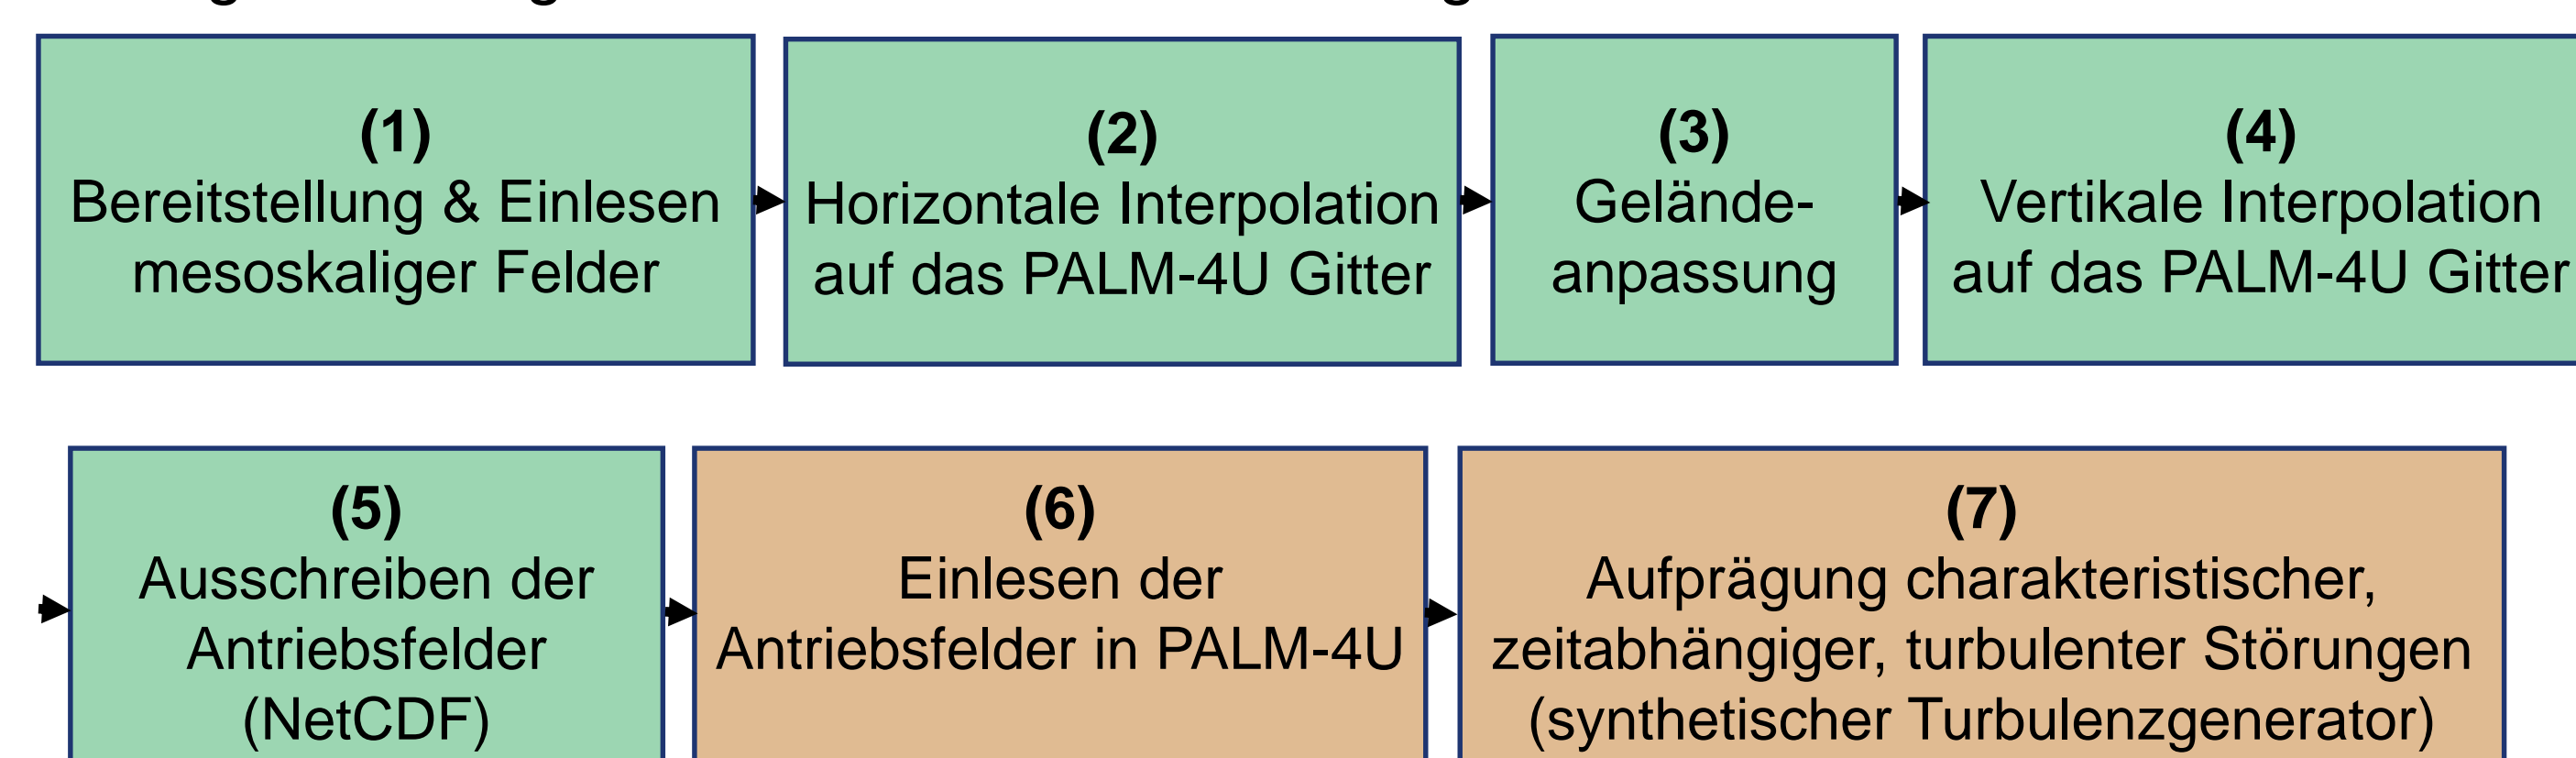 (1)
Bereitstellung & Einlesen
mesoskaliger Felder
(2)
Horizontale Interpolation
auf das PALM-4U Gitter
(3)
Gelände-
anpassung
(4)
Vertikale Interpolation
auf das PALM-4U Gitter
(5)
Ausschreiben der
Antriebsfelder
(NetCDF)
(6)
Einlesen der
Antriebsfelder in PALM-4U
(7)
Aufprägung charakteristischer,
zeitabhängiger, turbulenter Störungen
(synthetischer Turbulenzgenerator)